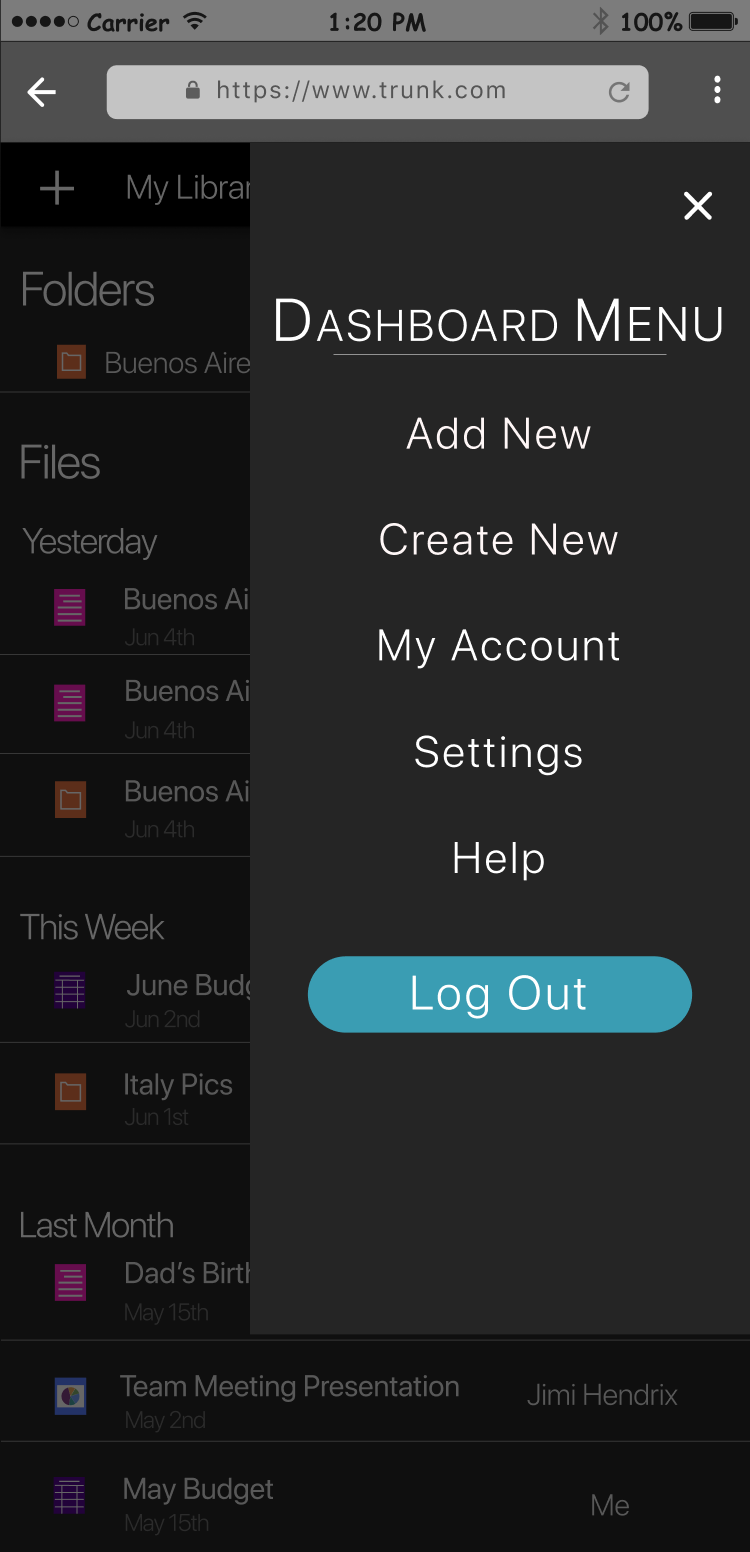 Carrier 1:20 PM 100%
https://www.trunk.com
My Librar
DASHBOARD MENU
Add New
Create New
My Account
Settings
Help
Log Out
Folders
Buenos Aire
Files
Yesterday
Buenos Ai
Jun 4th
Buenos Ai
Jun 4th
Buenos Ai
Jun 4th
This Week
June Budg
Jun 2nd
Italy Pics
Jun 1st
Last Month
Dad's Birth
May 15th
Team Meeting Presentation Jimi Hendrix
May 2nd
May Budget Me
May 15th